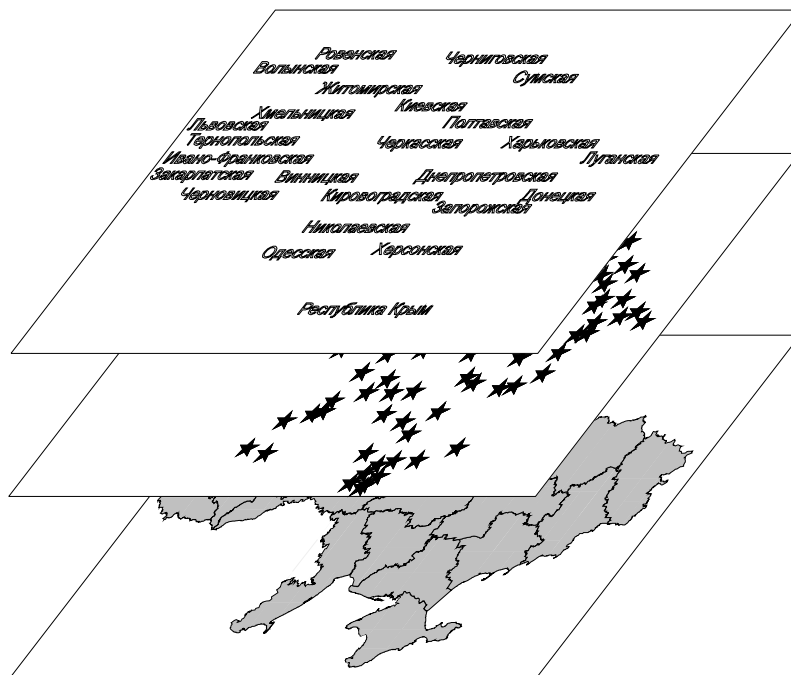 Ровенская
Черниговская
Волынская
Сумская
Житомирская
Киевская
Хмельницкая
Львовская
Полтавская
Тернопольская
Черкасская
Харьковская
Ивано-Франковская
Луганская
Закарпатская
Винницкая
Днепропетровская
Черновицкая
Кировоградская
Донецкая
Запорожская
Николаевская
Одесская
Херсонская
Республика Крым